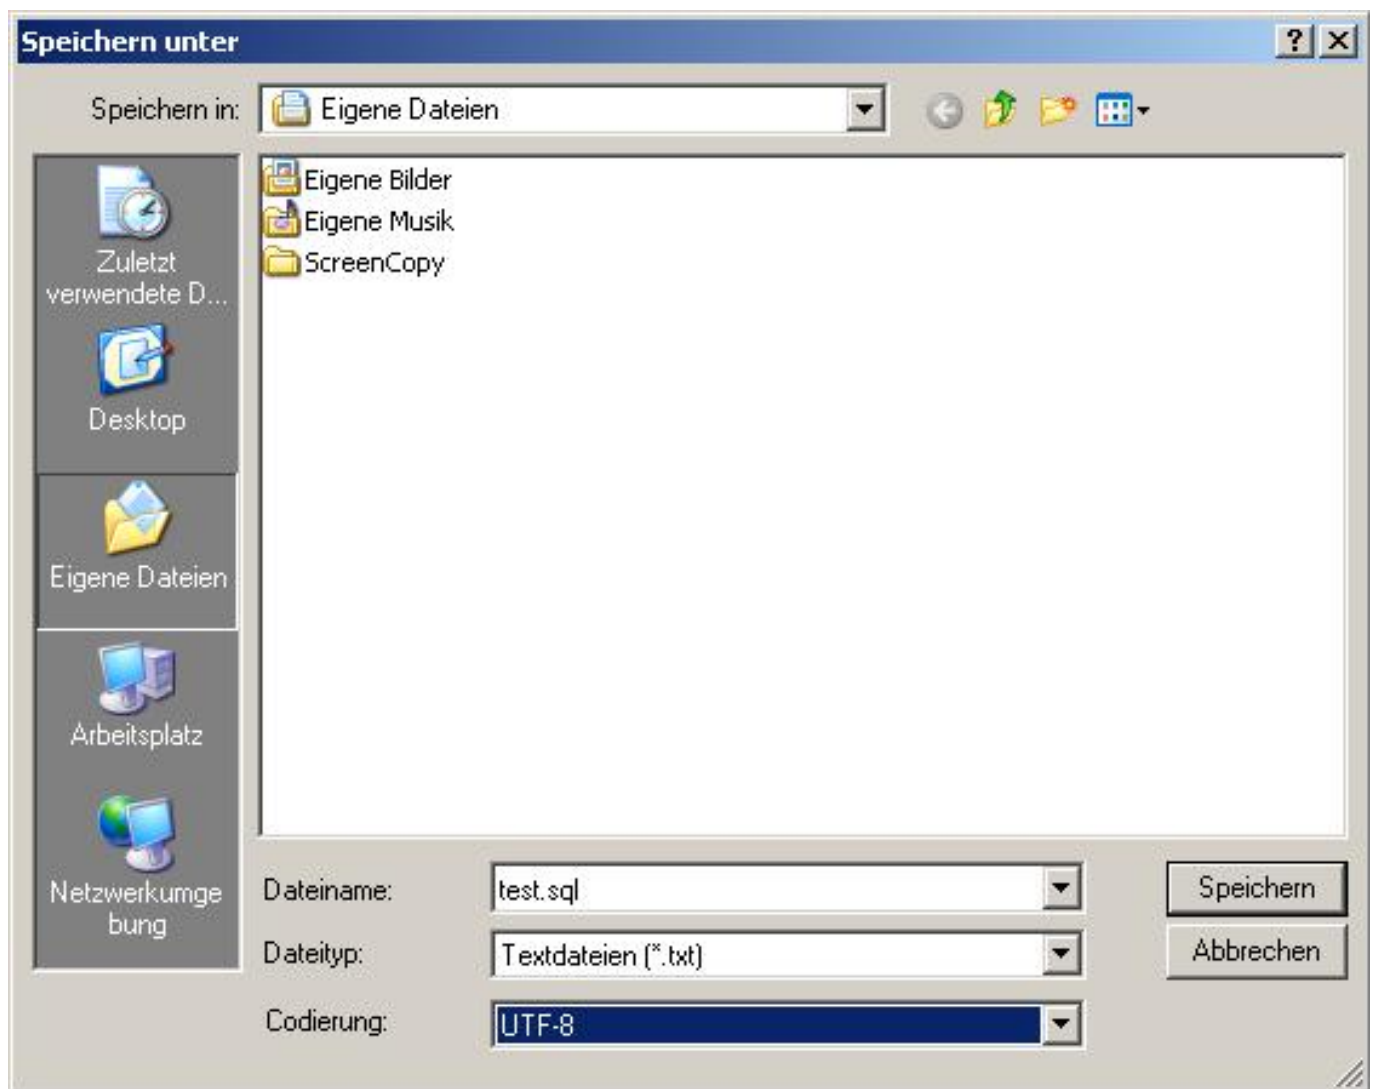 Speichern unter
Speichern in:
Eigene Dateien
Zuletzt
verwendete D...
Desktop
Eigene Dateien
Arbeitsplatz
Netzwerkumge
bung
Eigene Bilder
Eigene Musik
ScreenCopy
Dateiname:
test.sql
Speichern
Dateityp:
Textdateien (*.txt)
Abbrechen
Codierung:
UTF-8